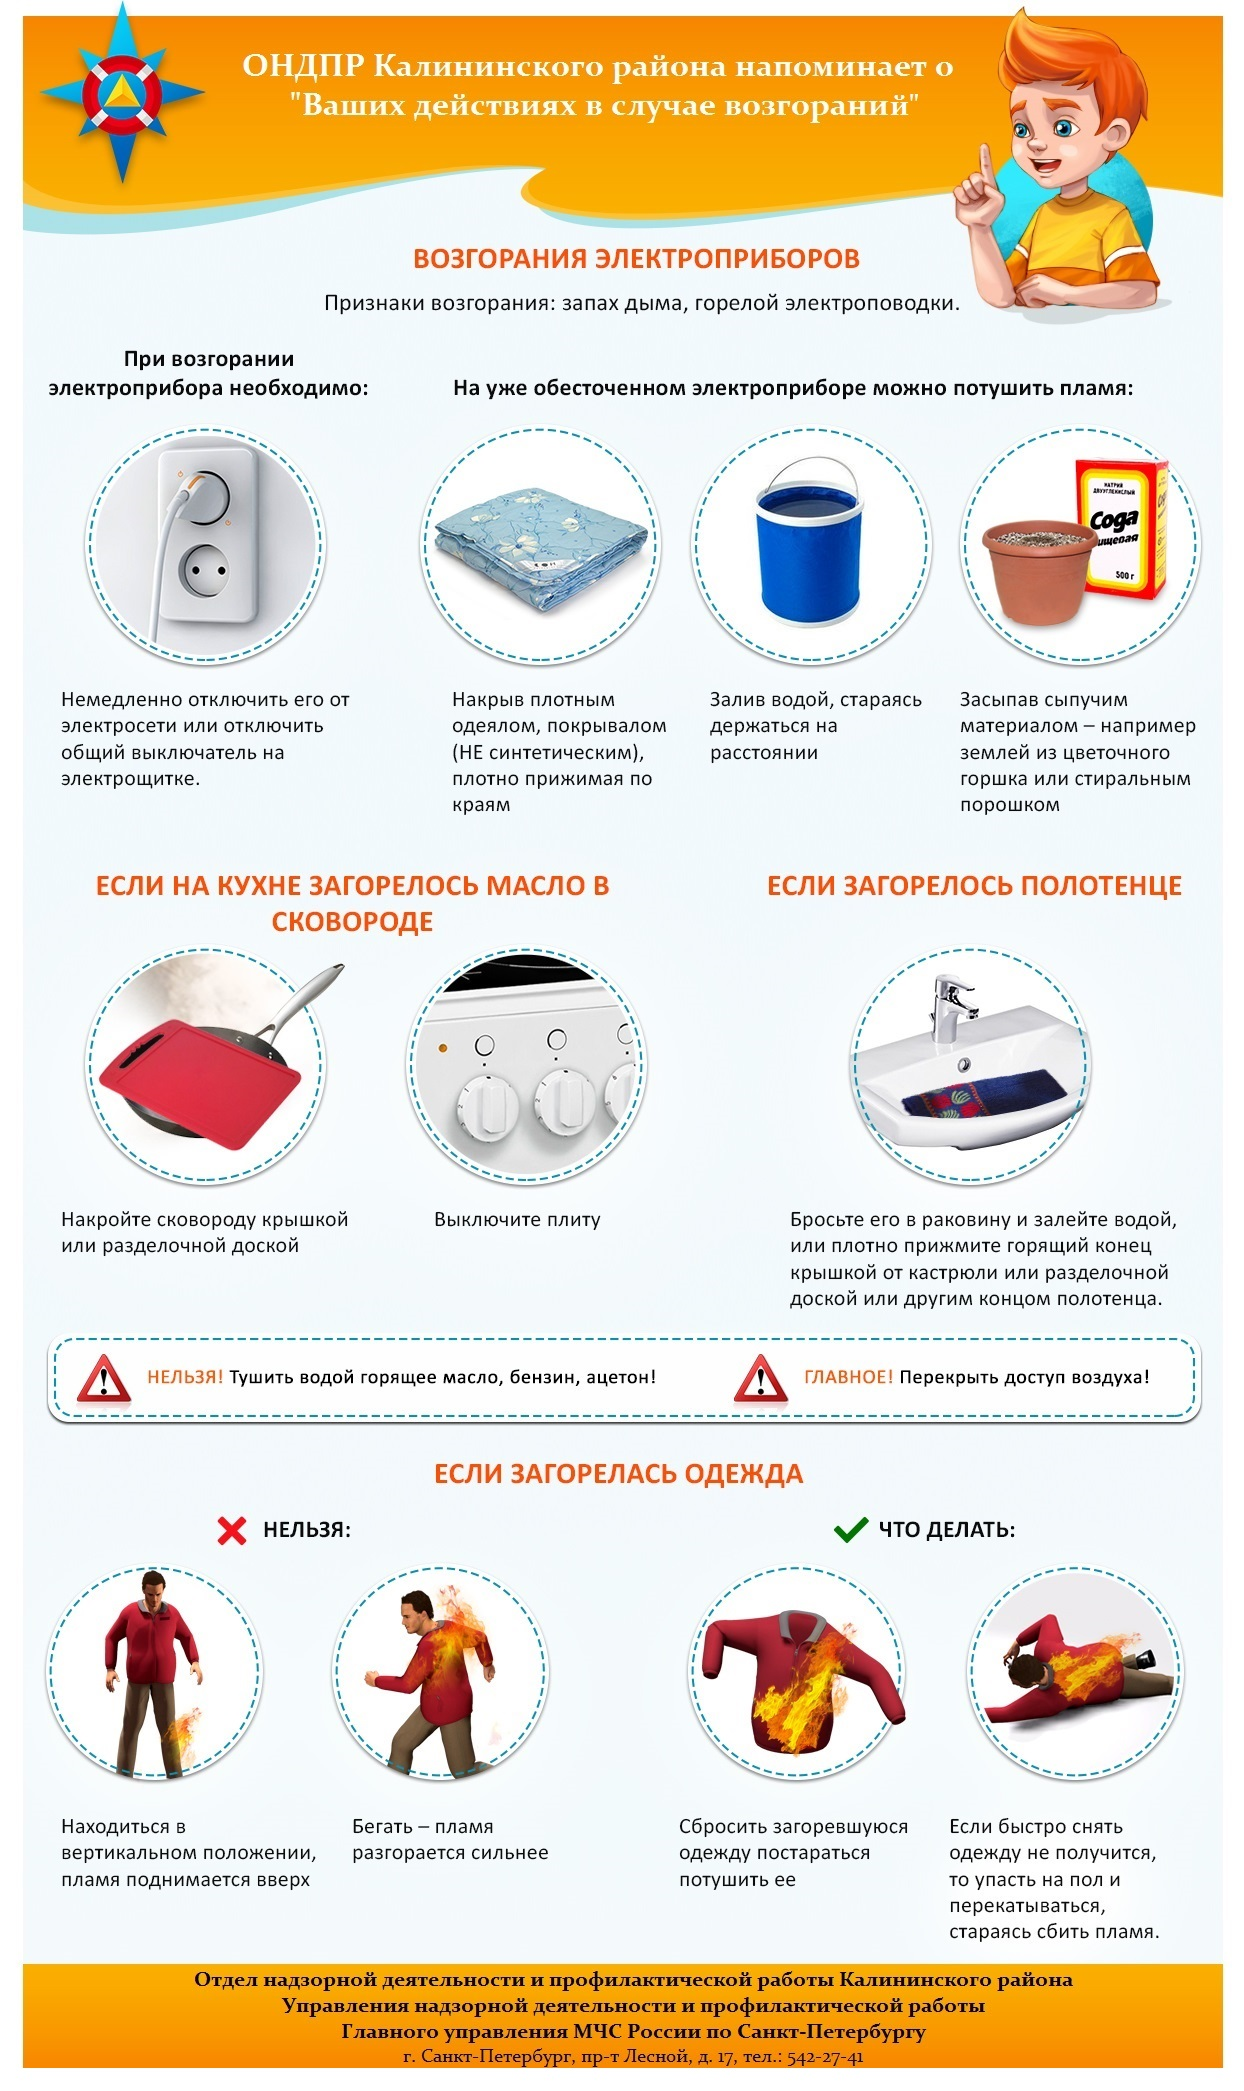 ОНДПР Калининского района напоминает о
"Ваших действиях в случае возгораний"
ВОЗГОРАНИЯ ЭЛЕКТРОПРИБОРОВ
Признаки возгорания: запах дыма, горелой электроповодки.
При возгорании
электроприбора необходимо:
На уже обесточенном электроприборе можно потушить пламя:
НАТРИЙ
ДВУУГЛЕКИСЛЫЙ
Сода
ищевая
500 г
Немедленно отключить его от
электросети или отключить
общий выключатель на
электрощитке.
Накрыв плотным
одеялом, покрывалом
(НЕ синтетическим),
плотно прижимая по
краям
Залив водой, стараясь
держаться на
расстоянии
Засыпав сыпучим
материалом – например
землей из цветочного
горшка или стиральным
порошком
ЕСЛИ НА КУХНЕ ЗАГОРЕЛОСЬ МАСЛО В
СКОВОРОДЕ
Накройте сковороду крышкой
или разделочной доской
Выключите плиту
ЕСЛИ ЗАГОРЕЛОСЬ ПОЛОТЕНЦЕ
Бросьте его в раковину и залейте водой,
или плотно прижмите горящий конец
крышкой от кастрюли или разделочной
доской или другим концом полотенца.
НЕЛЬЗЯ! Тушить водой горящее масло, бензин, ацетон!
ГЛАВНОЕ! Перекрыть доступ воздуха!
ЕСЛИ ЗАГОРЕЛАСЬ ОДЕЖДА
НЕЛЬЗЯ:
Находиться в
вертикальном положении,
пламя поднимается вверх
Бегать – пламя
разгорается сильнее
ЧТО ДЕЛАТЬ:
Сбросить загоревшуюся
одежду постараться
потушить ее
Если быстро снять
одежду не получится,
то упасть на пол и
перекатываться,
стараясь сбить пламя.
Отдел надзорной деятельности и профилактической работы Калининского района
Управления надзорной деятельности и профилактической работы
Главного управления МЧС России по Санкт-Петербургу
г. Санкт-Петербург, пр-т Лесной, д. 17, тел.: 542-27-41